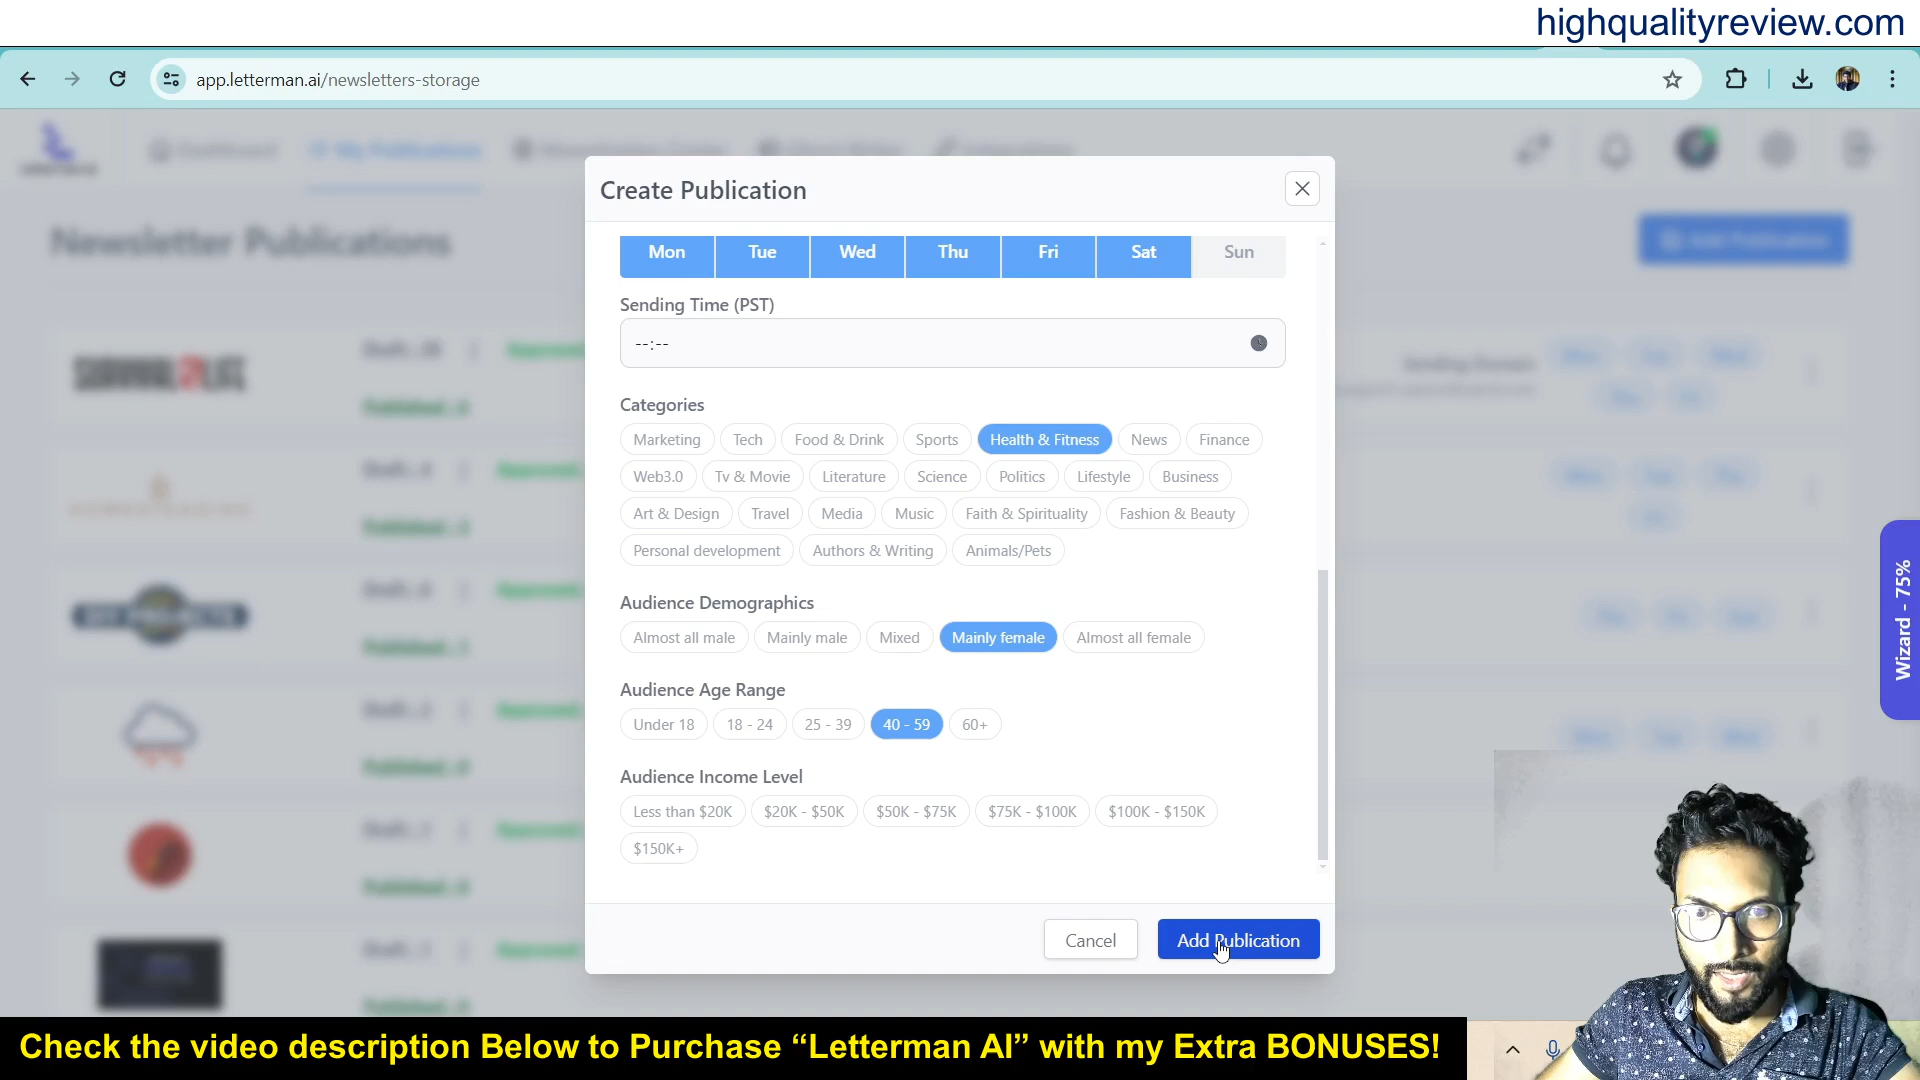 highqualityreview.com
app.letterman.ai/newsletters-storage
Dashboard My Publications
Create Publication
Newsletter Publications
Add Publication
Mon Tue Wed Thu Fri Sat Sun
Sending Time (PST)
--:--
Categories
Marketing Tech Food & Drink Sports Health & Fitness News Finance
Web3.0 Tv & Movie Literature Science Politics Lifestyle Business
Art & Design Travel Media Music Faith & Spirituality Fashion & Beauty
Personal development Authors & Writing Animals/Pets
Audience Demographics
Almost all male Mainly male Mixed Mainly female Almost all female
Audience Age Range
Under 18 18 - 24 25 - 39 40 - 59 60+
Audience Income Level
Less than $20K $20K - $50K $50K - $75K $75K - $100K $100K - $150K
$150K+
Cancel Add Publication
Wizard - 75%
Check the video description Below to Purchase “Letterman AI” with my Extra BONUSES!